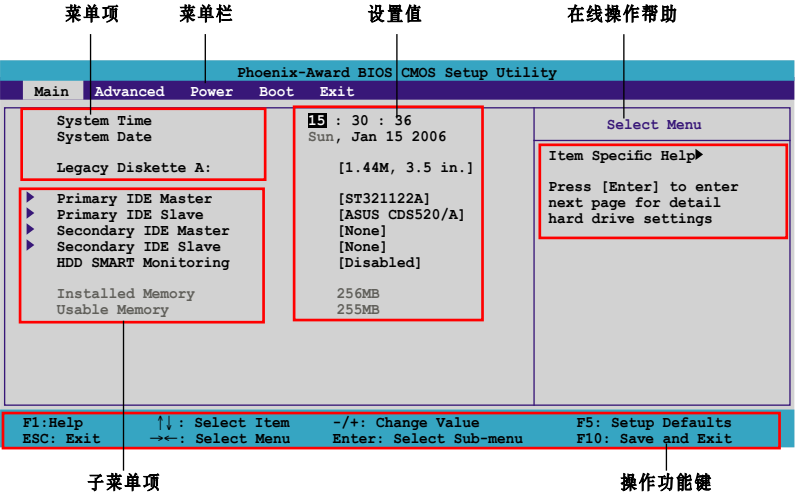 菜单项 菜单栏 设置值 在线操作帮助
Phoenix-Award BIOS CMOS Setup Utility
Main Advanced Power Boot Exit
System Time 15 : 30 : 36
System Date Sun, Jan 15 2006
Select Menu
Legacy Diskette A: [1.44M, 3.5 in.]
Item Specific Help▶
Primary IDE Master [ST321122A]
Primary IDE Slave [ASUS CDS520/A]
Secondary IDE Master [None]
Secondary IDE Slave [None]
HDD SMART Monitoring [Disabled]
Press [Enter] to enter
next page for detail
hard drive settings
Installed Memory 256MB
Usable Memory 255MB
F1:Help ↑↓ : Select Item -/+: Change Value F5: Setup Defaults
ESC: Exit →←: Select Menu Enter: Select Sub-menu F10: Save and Exit
子菜单项 操作功能键